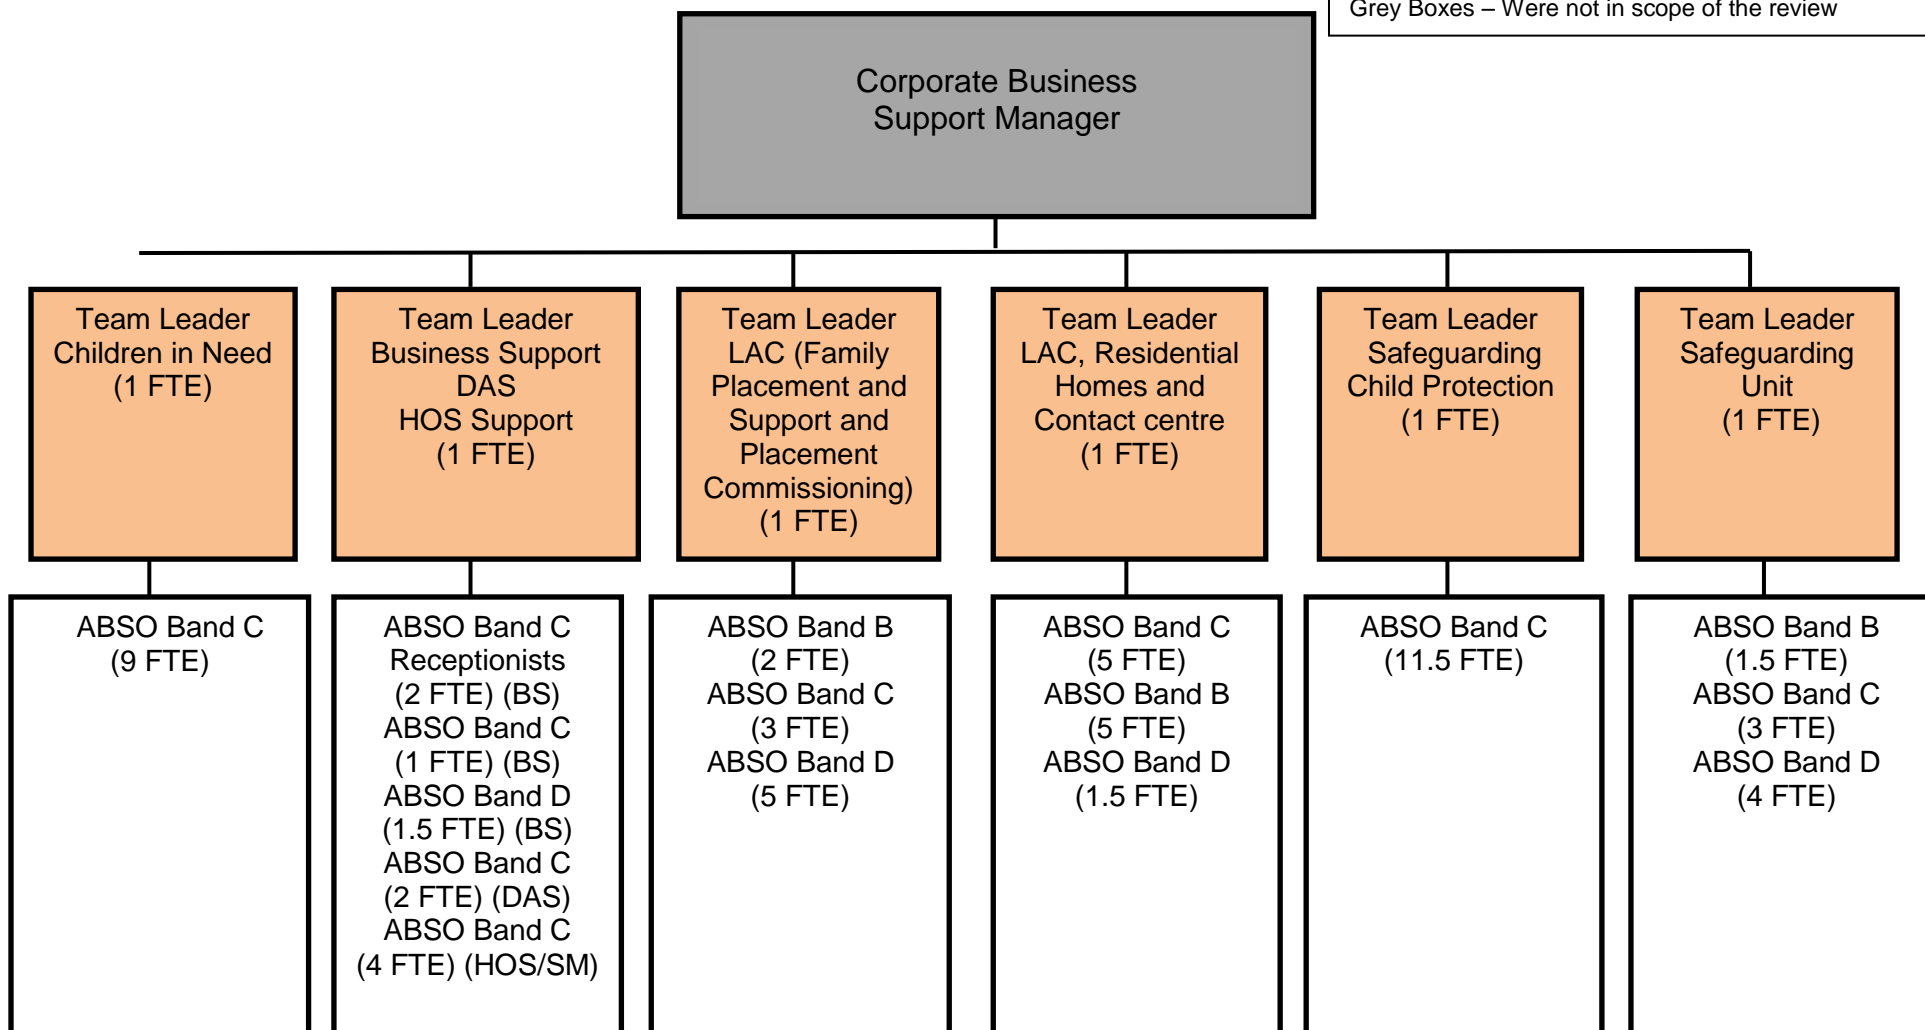 Grey Boxes – Were not in scope of the review
Corporate Business
Support Manager
Team Leader
Children in Need
(1 FTE)
Team Leader
Business Support
DAS
HOS Support
(1 FTE)
Team Leader
LAC (Family
Placement and
Support and
Placement
Commissioning)
(1 FTE)
Team Leader
LAC, Residential
Homes and
Contact centre
(1 FTE)
Team Leader
Safeguarding
Child Protection
(1 FTE)
Team Leader
Safeguarding
Unit
(1 FTE)
ABSO Band C
(9 FTE)
ABSO Band C
Receptionists
(2 FTE) (BS)
ABSO Band C
(1 FTE) (BS)
ABSO Band D
(1.5 FTE) (BS)
ABSO Band C
(2 FTE) (DAS)
ABSO Band C
(4 FTE) (HOS/SM)
ABSO Band B
(2 FTE)
ABSO Band C
(3 FTE)
ABSO Band D
(5 FTE)
ABSO Band C
(5 FTE)
ABSO Band B
(5 FTE)
ABSO Band D
(1.5 FTE)
ABSO Band C
(11.5 FTE)
ABSO Band B
(1.5 FTE)
ABSO Band C
(3 FTE)
ABSO Band D
(4 FTE)